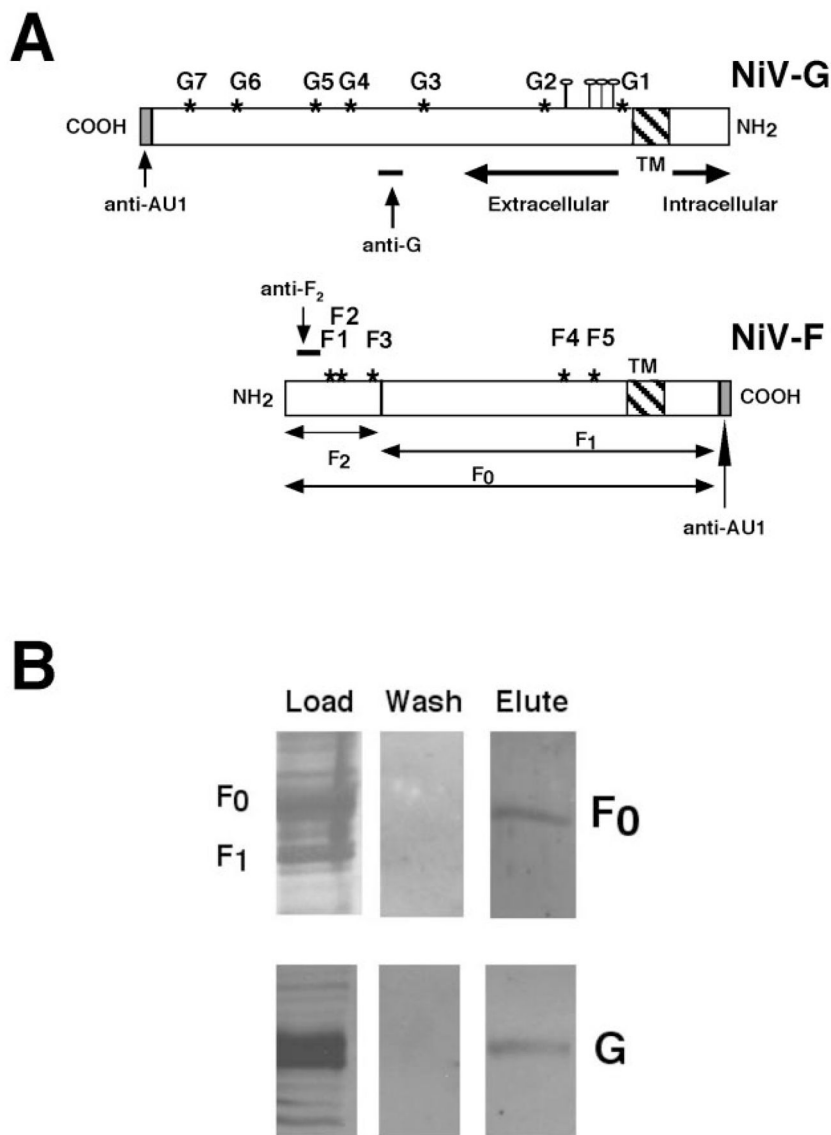 A
G7 G6 G5 G4 G3 G2 G1 NiV-G
COOH NH2
TM
anti-AU1 Extracellular Intracellular
anti-G
anti-F2
F2
F1 F3 F4 F5 TM NiV-F
NH2 COOH
F2 F1
F0
anti-AU1
B
Load Wash Elute
F0 F0
F1
G